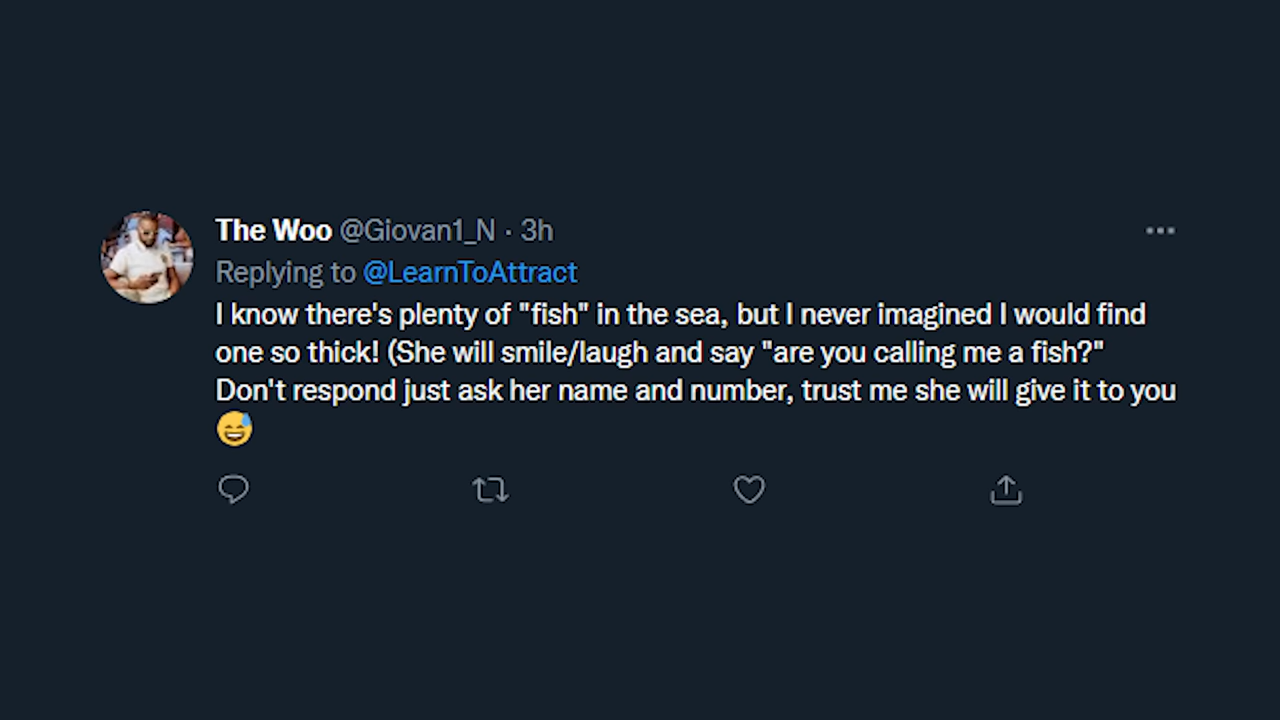 The Woo @Giovan1_N · 3h
Replying to @LearnToAttract
I know there's plenty of "fish" in the sea, but I never imagined I would find
one so thick! (She will smile/laugh and say "are you calling me a fish?"
Don't respond just ask her name and number, trust me she will give it to you
😅